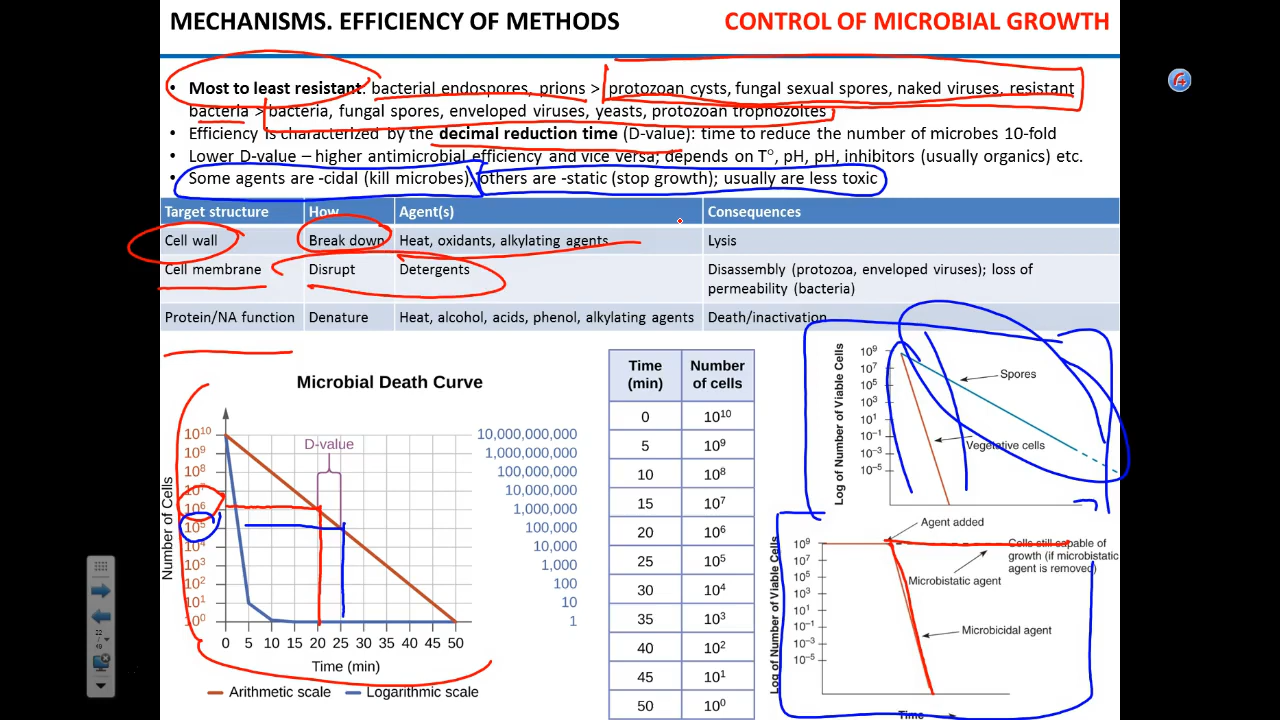 MECHANISMS. EFFICIENCY OF METHODS
CONTROL OF MICROBIAL GROWTH
• Most to least resistant: bacterial endospores, prions > protozoan cysts, fungal sexual spores, naked viruses, resistant
bacteria > bacteria, fungal spores, enveloped viruses, yeasts, protozoan trophozoites
• Efficiency is characterized by the decimal reduction time (D-value): time to reduce the number of microbes 10-fold
• Lower D-value – higher antimicrobial efficiency and vice versa; depends on T°, pH, pH, inhibitors (usually organics) etc.
• Some agents are -cidal (kill microbes), others are -static (stop growth); usually are less toxic
Target structure How Agent(s) Consequences
Cell wall Break down Heat, oxidants, alkylating agents Lysis
Cell membrane Disrupt Detergents Disassembly (protozoa, enveloped viruses); loss of
permeability (bacteria)
Protein/NA function Denature Heat, alcohol, acids, phenol, alkylating agents Death/inactivation
Microbial Death Curve
Number of Cells
D-value
10¹⁰ 10,000,000,000
10⁹ 1,000,000,000
10⁸ 100,000,000
10⁷ 10,000,000
10⁶ 1,000,000
10⁵ 100,000
10⁴ 10,000
10³ 1,000
10² 100
10¹ 10
10⁰ 1
0 5 10 15 20 25 30 35 40 45 50
Time (min)
Arithmetic scale Logarithmic scale
Time (min) Number of cells
0 10¹⁰
5 10⁹
10 10⁸
15 10⁷
20 10⁶
25 10⁵
30 10⁴
35 10³
40 10²
45 10¹
50 10⁰
Log of Number of Viable Cells
10⁹
10⁷
10⁵
10³
10¹
10⁻¹
10⁻³
10⁻⁵
Spores
Vegetative cells
Log of Number of Viable Cells
10⁹
10⁷
10⁵
10³
10¹
10⁻¹
10⁻³
10⁻⁵
Agent added
Cells still capable of
growth (if microbistatic
agent is removed)
Microbistatic agent
Microbicidal agent
Time